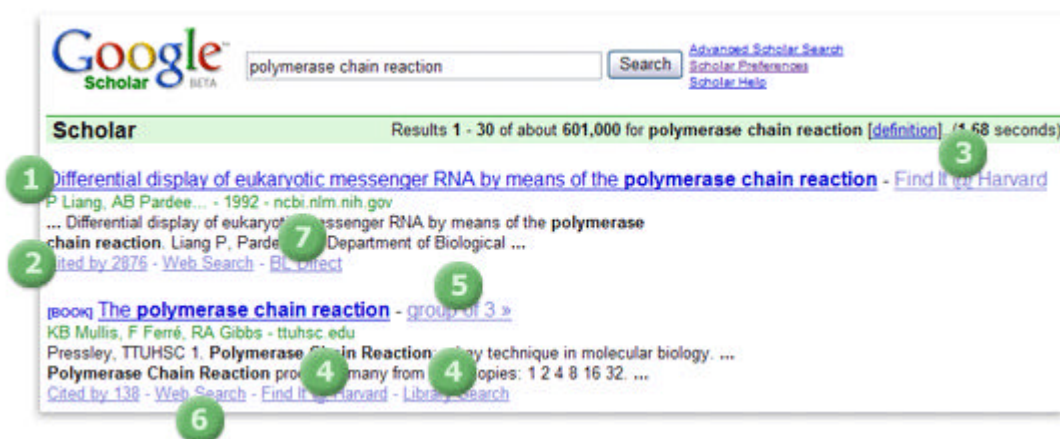 Google
Scholar BETA
polymerase chain reaction
Search
Advanced Scholar Search
Scholar Preferences
Scholar Help
Scholar
Results 1 - 30 of about 601,000 for polymerase chain reaction [definition]. (1.68 seconds)
3
1
Differential display of eukaryotic messenger RNA by means of the polymerase chain reaction - Find It @ Harvard
P Liang, AB Pardee... - 1992 - ncbi.nlm.nih.gov
... Differential display of eukaryotic messenger RNA by means of the polymerase
7
chain reaction. Liang P, Department of Biological ...
2
Cited by 2876 - Web Search - BL Direct
5
[BOOK] The polymerase chain reaction - group of 3 »
KB Mullis, F Ferré, RA Gibbs - ttuhsc.edu
Pressley, TTUHSC 1. Polymerase Chain Reaction technique in molecular biology. ...
4
4
Polymerase Chain Reaction many from copies: 1 2 4 8 16 32. ...
Cited by 138 - Web Search - Find It @ Harvard - Library Search
6